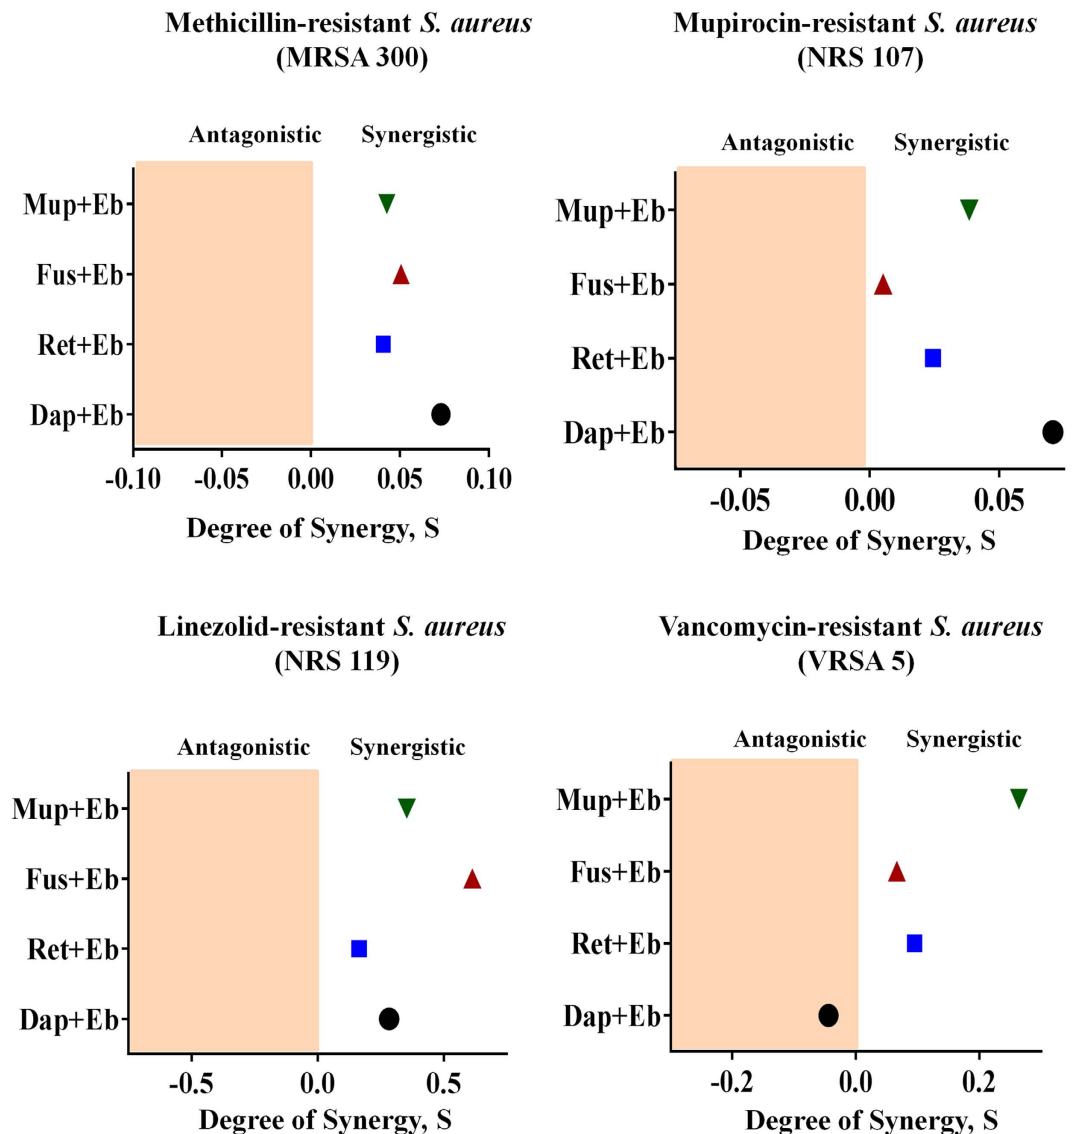 Methicillin-resistant S. aureus
(MRSA 300)
Antagonistic Synergistic
Mup+Eb
Fus+Eb
Ret+Eb
Dap+Eb
-0.10 -0.05 0.00 0.05 0.10
Degree of Synergy, S
Mupirocin-resistant S. aureus
(NRS 107)
Antagonistic Synergistic
Mup+Eb
Fus+Eb
Ret+Eb
Dap+Eb
-0.05 0.00 0.05
Degree of Synergy, S
Linezolid-resistant S. aureus
(NRS 119)
Antagonistic Synergistic
Mup+Eb
Fus+Eb
Ret+Eb
Dap+Eb
-0.5 0.0 0.5
Degree of Synergy, S
Vancomycin-resistant S. aureus
(VRSA 5)
Antagonistic Synergistic
Mup+Eb
Fus+Eb
Ret+Eb
Dap+Eb
-0.2 0.0 0.2
Degree of Synergy, S